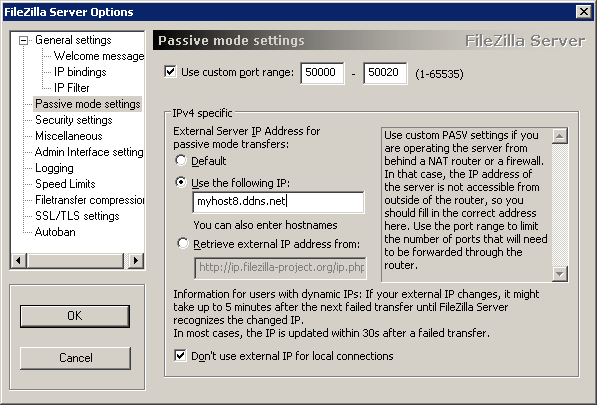 FileZilla Server Options
General settings
Welcome message
IP bindings
IP Filter
Passive mode settings
Security settings
Miscellaneous
Admin Interface setting
Logging
Speed Limits
Filetransfer compression
SSL/TLS settings
Autoban
OK
Cancel
Passive mode settings
FileZilla Server
Use custom port range: 50000 - 50020 (1-65535)
IPv4 specific
External Server IP Address for
passive mode transfers:
Default
Use the following IP:
myhost8.ddns.net
You can also enter hostnames
Retrieve external IP address from:
http://ip.filezilla-project.org/ip.php
Use custom PASV settings if you
are operating the server from
behind a NAT router or a firewall.
In that case, the IP address of
the server is not accessible from
outside of the router, so you
should fill in the correct address
here. Use the port range to limit
the number of ports that will need
to be forwarded through the
router.
Information for users with dynamic IPs: If your external IP changes, it might
take up to 5 minutes after the next failed transfer until FileZilla Server
recognizes the changed IP.
In most cases, the IP is updated within 30s after a failed transfer.
Don't use external IP for local connections